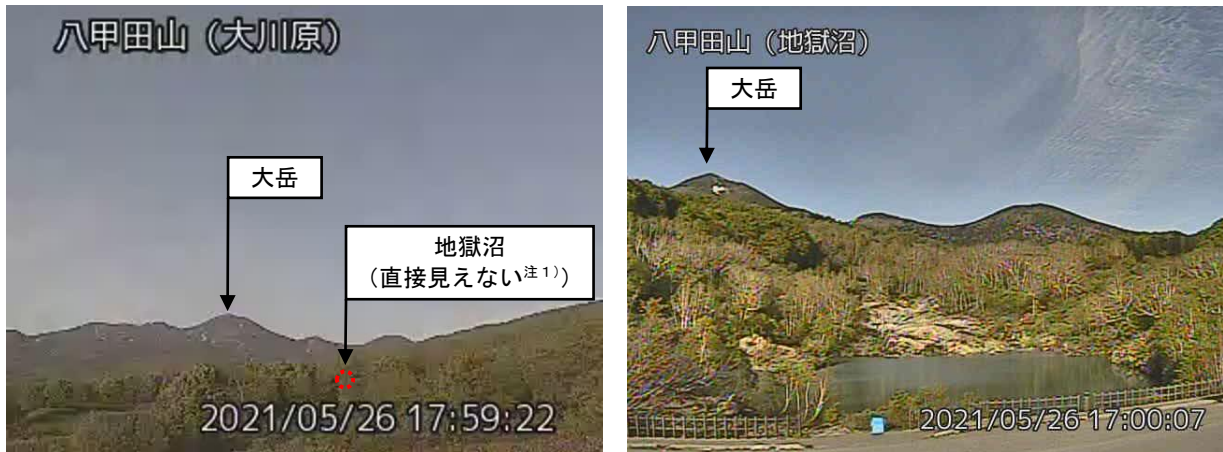 八甲田山（大川原）
大岳
地獄沼
（直接見えない注１））
2021/05/26 17:59:22
八甲田山（地獄沼）
大岳
2021/05/26 17:00:07